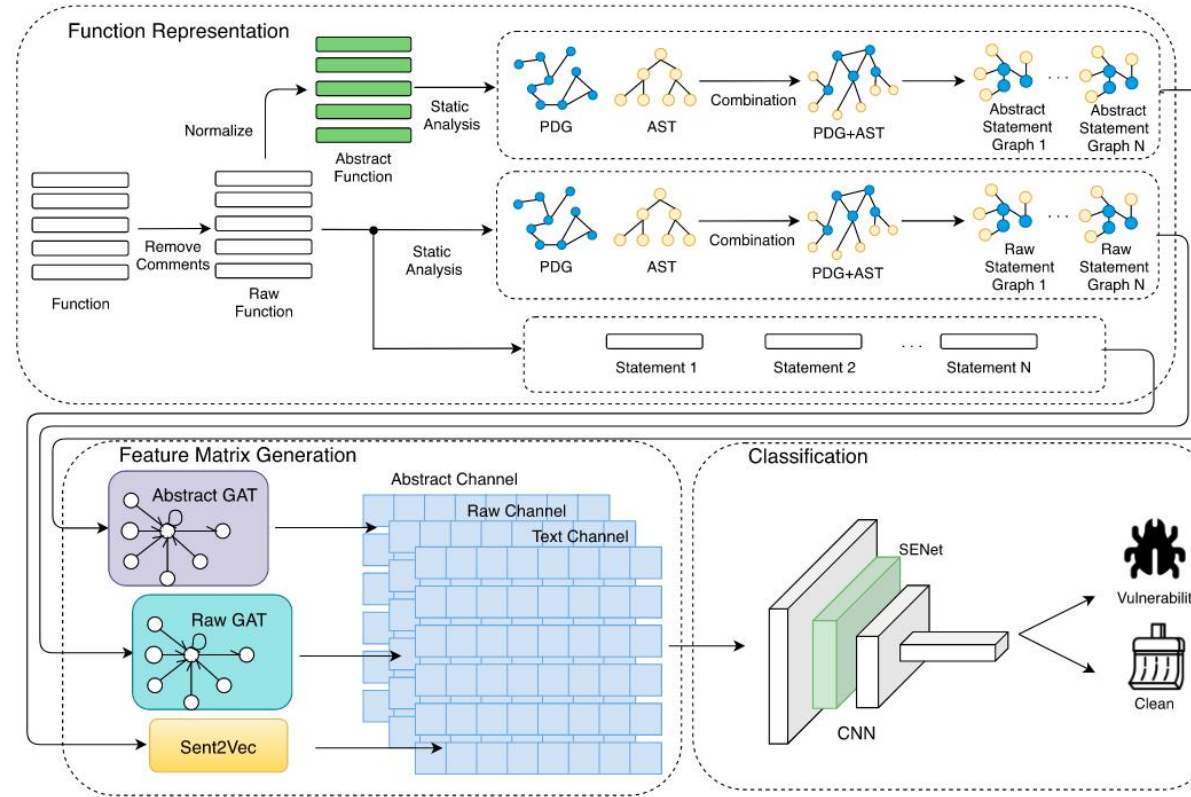 Function Representation
Normalize
Abstract
Function
Static
Analysis
PDG
AST
Combination
PDG+AST
Abstract
Statement
Graph 1
. . .
Abstract
Statement
Graph N
Function
Remove
Comments
Raw
Function
Static
Analysis
PDG
AST
Combination
PDG+AST
Raw
Statement
Graph 1
. . .
Raw
Statement
Graph N
Statement 1
Statement 2
. . .
Statement N
Feature Matrix Generation
Abstract GAT
Raw GAT
Sent2Vec
Abstract Channel
Raw Channel
Text Channel
Classification
SENet
CNN
Vulnerabilit
Clean